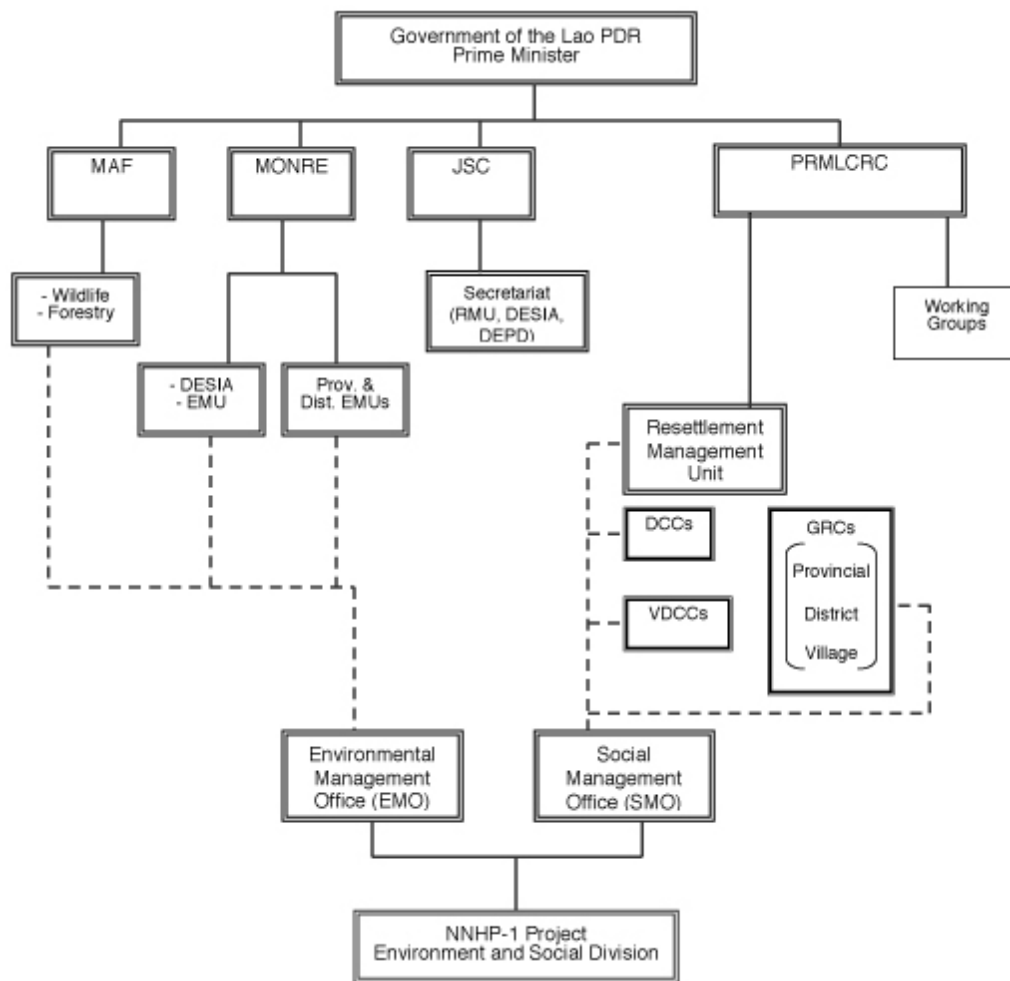 Government of the Lao PDR
Prime Minister
MAF
MONRE
JSC
PRMLCRC
- Wildlife
- Forestry
Secretariat
(RMU, DESIA,
DEPD)
Working
Groups
- DESIA
- EMU
Prov. &
Dist. EMUs
Resettlement
Management
Unit
DCCs
GRCs
Provincial
District
Village
VDCCs
Environmental
Management
Office (EMO)
Social
Management
Office (SMO)
NNHP-1 Project
Environment and Social Division